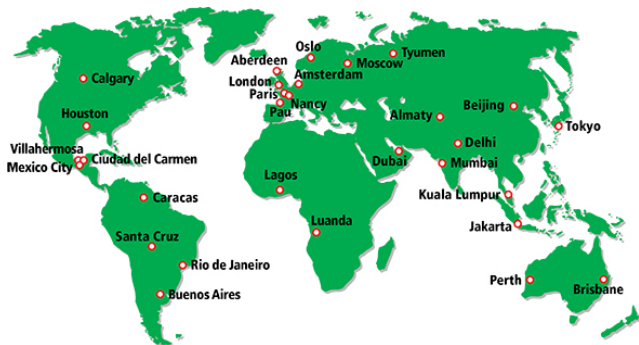 Oslo
Tyumen
Aberdeen
Moscow
Calgary
London
Amsterdam
Paris
Nancy
Beijing
Houston
Pau
Almaty
Tokyo
Villahermosa
Delhi
Mexico City
Ciudad del Carmen
Dubai
Mumbai
Lagos
Kuala Lumpur
Caracas
Luanda
Jakarta
Santa Cruz
Rio de Janeiro
Perth
Brisbane
Buenos Aires